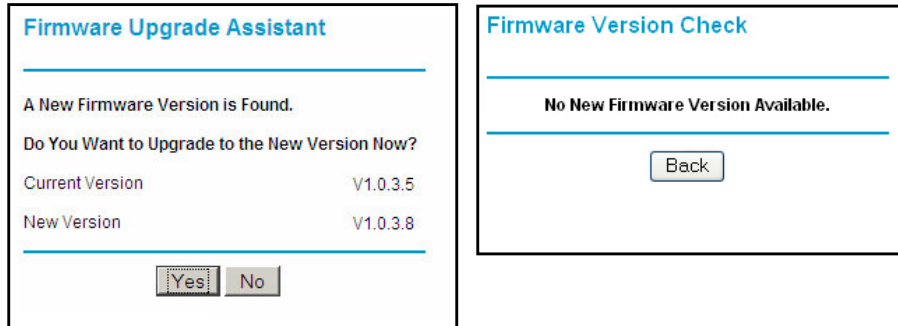 Firmware Upgrade Assistant
A New Firmware Version is Found.
Do You Want to Upgrade to the New Version Now?
Current Version V1.0.3.5
New Version V1.0.3.8
Yes No
Firmware Version Check
No New Firmware Version Available.
Back